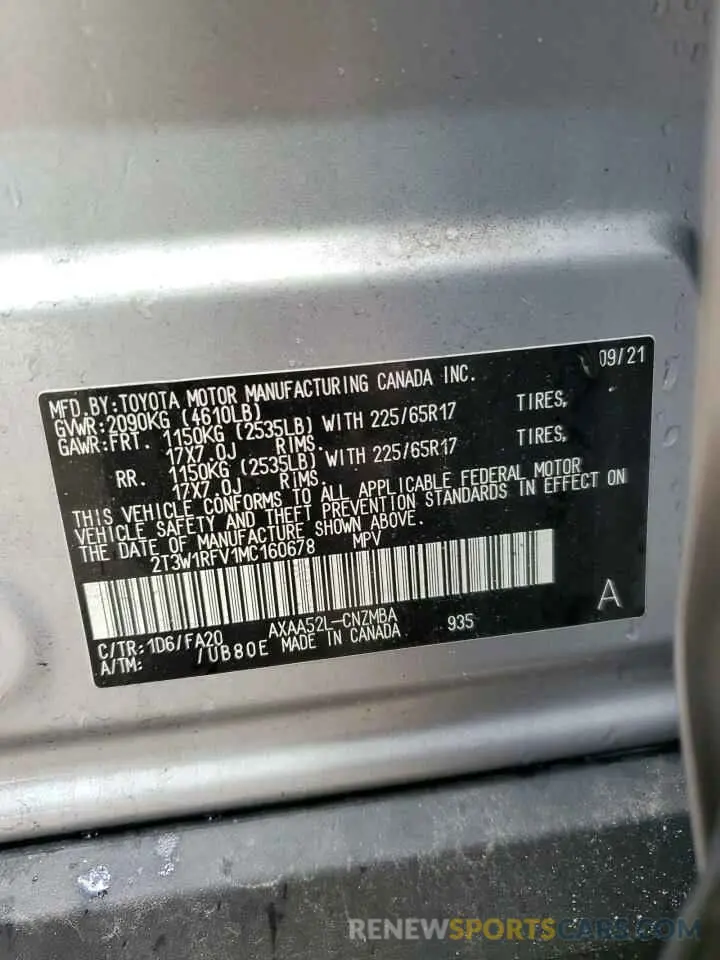 09/21
MFD.BY:TOYOTA MOTOR MANUFACTURING CANADA INC.
GVWR:2090KG (4610LB)
GAWR:FRT. 1150KG (2535LB) WITH 225/65R17 TIRES,
17X7.0J RIMS.
RR. 1150KG (2535LB) WITH 225/65R17 TIRES,
17X7.0J RIMS.
THIS VEHICLE CONFORMS TO ALL APPLICABLE FEDERAL MOTOR
VEHICLE SAFETY AND THEFT PREVENTION STANDARDS IN EFFECT ON
THE DATE OF MANUFACTURE SHOWN ABOVE.
2T3W1RFV1MC160678 MPV
A
C/TR:1D6/FA20 AXAA52L-CNZMBA 935
A/TM: /UB80E MADE IN CANADA
RENEWSPORTSCARS.COM